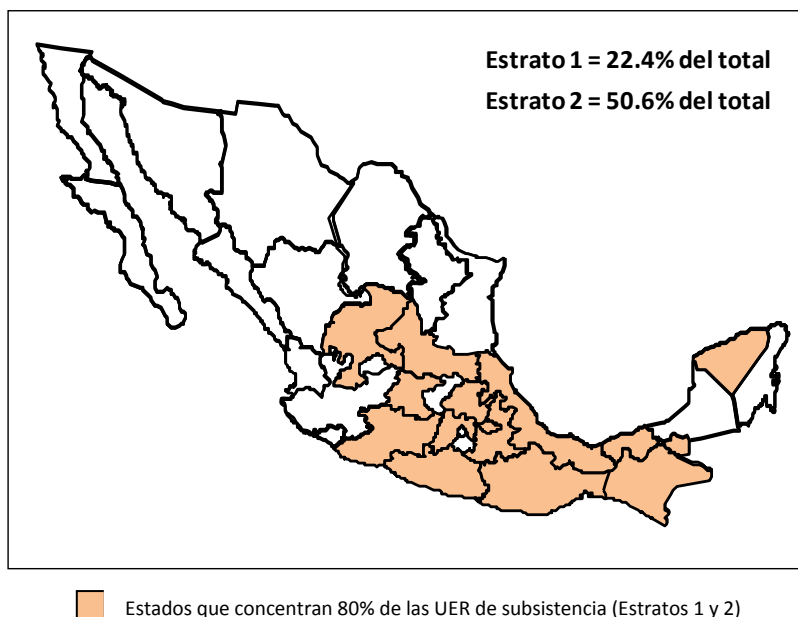 Estrato 1 = 22.4% del total
Estrato 2 = 50.6% del total
Estados que concentran 80% de las UER de subsistencia (Estratos 1 y 2)